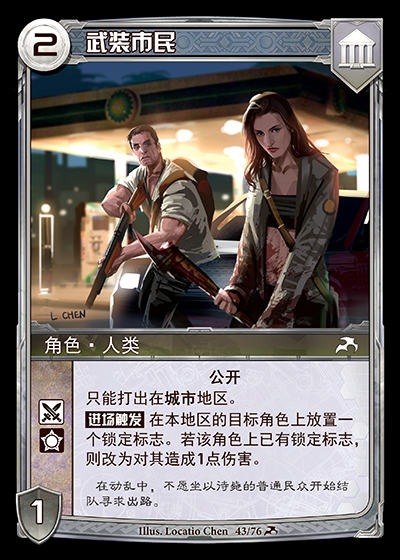 2
武装市民
L. CHEN
角色·人类
公开
只能打出在城市地区。
进场触发 在本地区的目标角色上放置一
个锁定标志。若该角色上已有锁定标志，
则改为对其造成1点伤害。
在动乱中，不愿坐以待毙的普通民众开始结
队寻求出路。
1
Illus. Locatio Chen 43/76